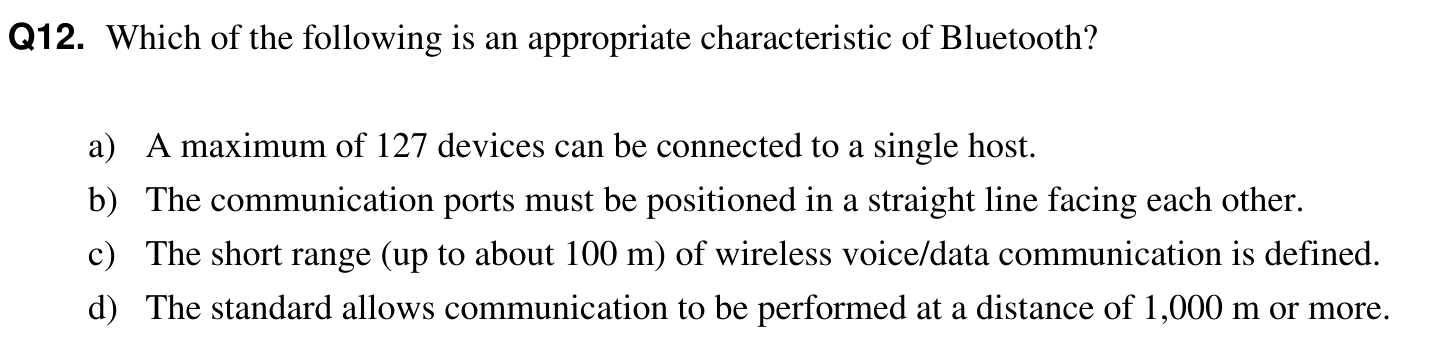 Q12. Which of the following is an appropriate characteristic of Bluetooth?
a) A maximum of 127 devices can be connected to a single host.
b) The communication ports must be positioned in a straight line facing each other.
c) The short range (up to about 100 m) of wireless voice/data communication is defined.
d) The standard allows communication to be performed at a distance of 1,000 m or more.